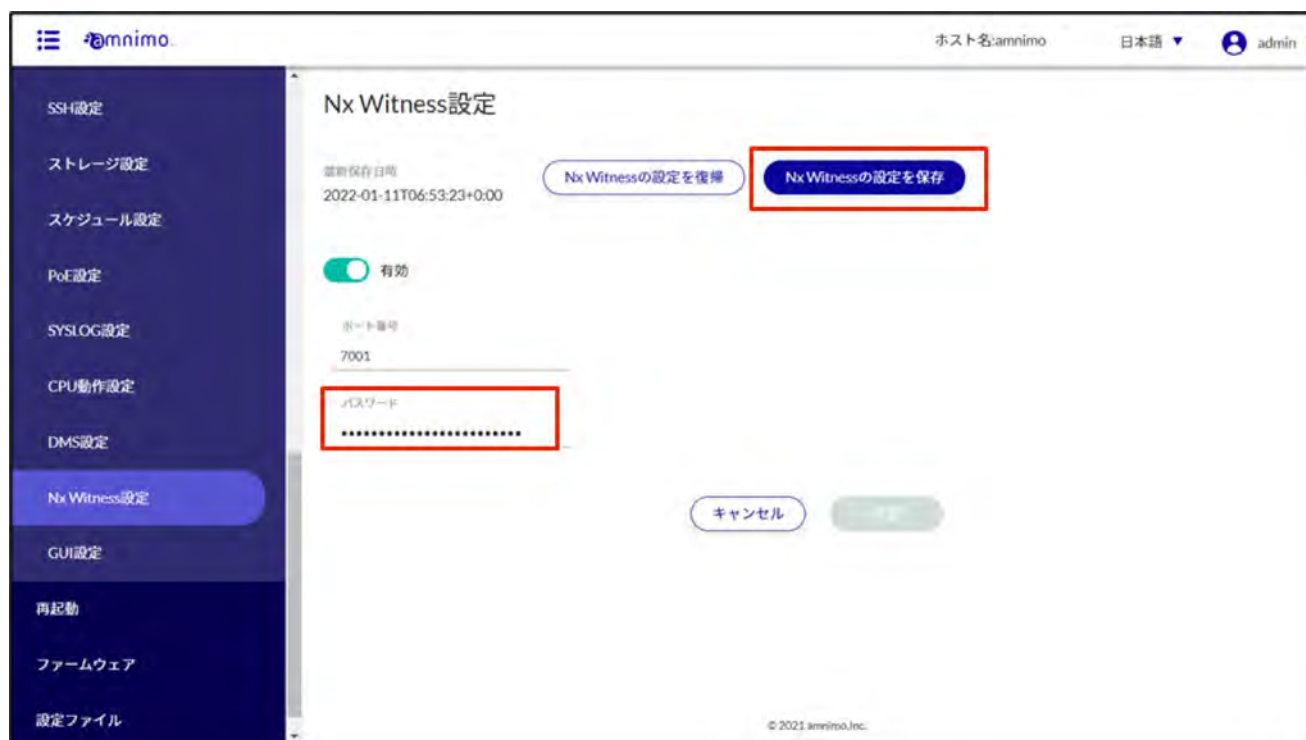 amnimo
ホスト名:amnimo
日本語 ▼
admin
SSH設定
ストレージ設定
スケジュール設定
PoE設定
SYSLOG設定
CPU動作設定
DMS設定
Nx Witness設定
GUI設定
再起動
ファームウェア
設定ファイル
Nx Witness設定
最新保存日時
2022-01-11T06:53:23+0:00
Nx Witnessの設定を復帰
Nx Witnessの設定を保存
有効
ポート番号
7001
パスワード
••••••••••••••••••••••••
キャンセル
© 2021 amnimo,Inc.